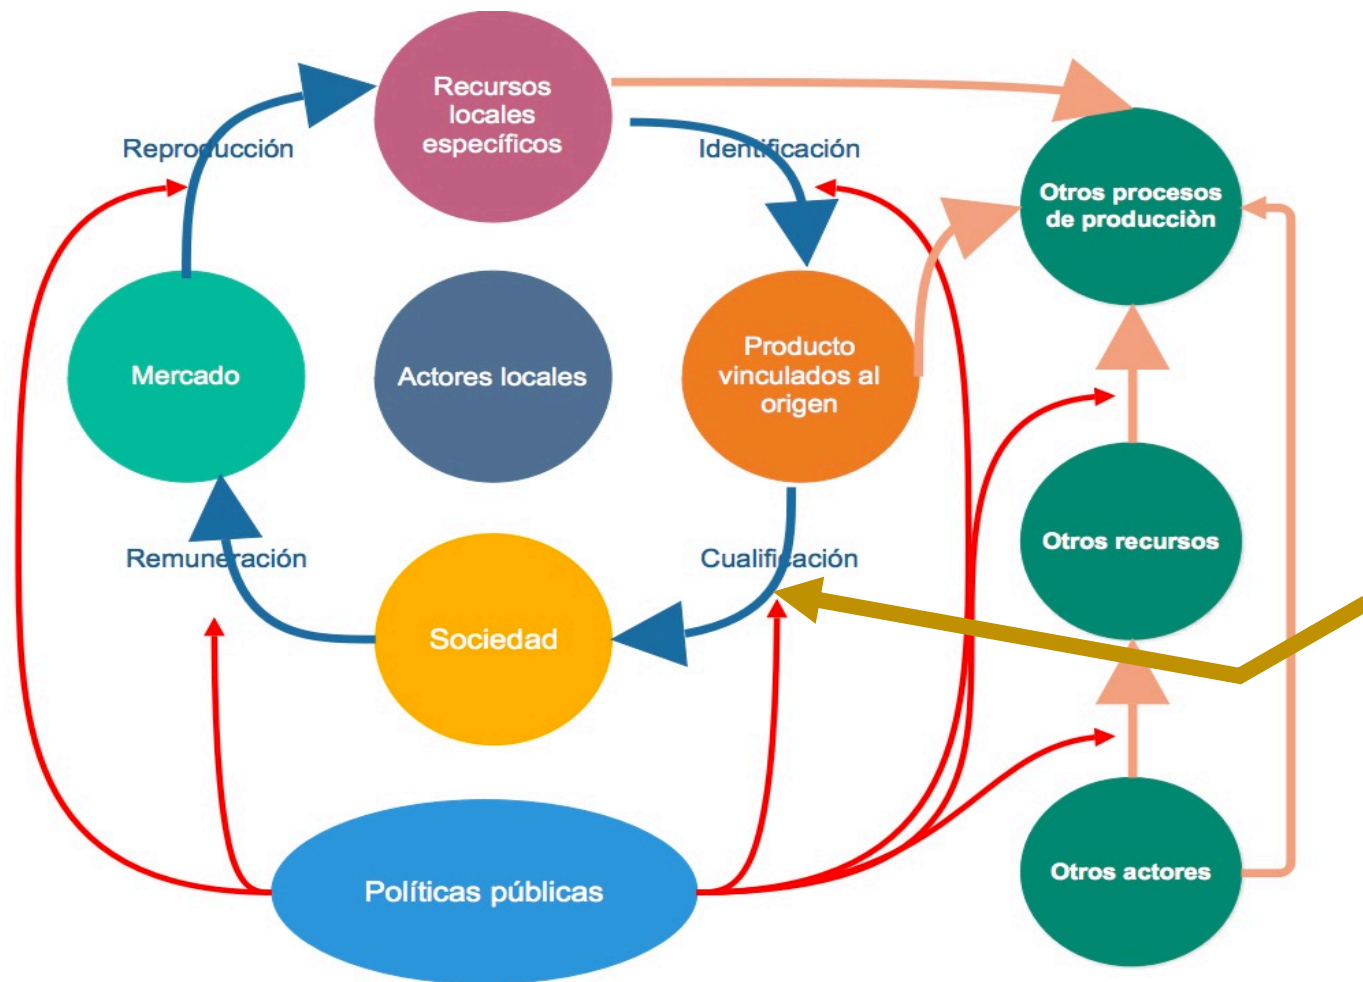 Recursos
locales
específicos
Reproducción
Identificación
Otros procesos
de producciòn
Mercado
Actores locales
Producto
vinculados al
origen
Otros recursos
Remuneración
Cualificación
Sociedad
Otros actores
Políticas públicas